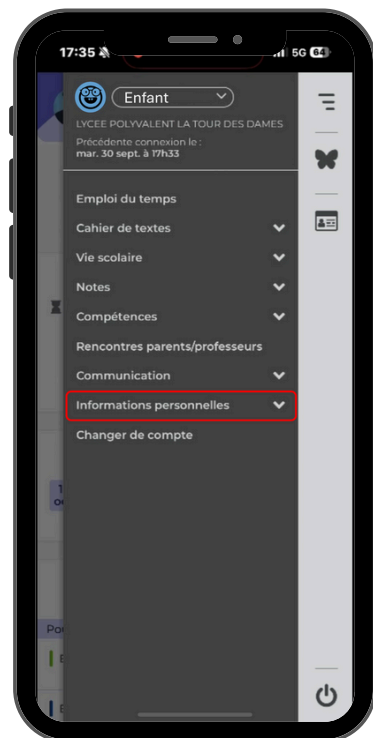 17:35
5G 64
Enfant
LYCEE POLYVALENT LA TOUR DES DAMES
Précédente connexion le :
mar. 30 sept. à 17h33
Emploi du temps
Cahier de textes
Vie scolaire
Notes
Compétences
Rencontres parents/professeurs
Communication
Informations personnelles
Changer de compte